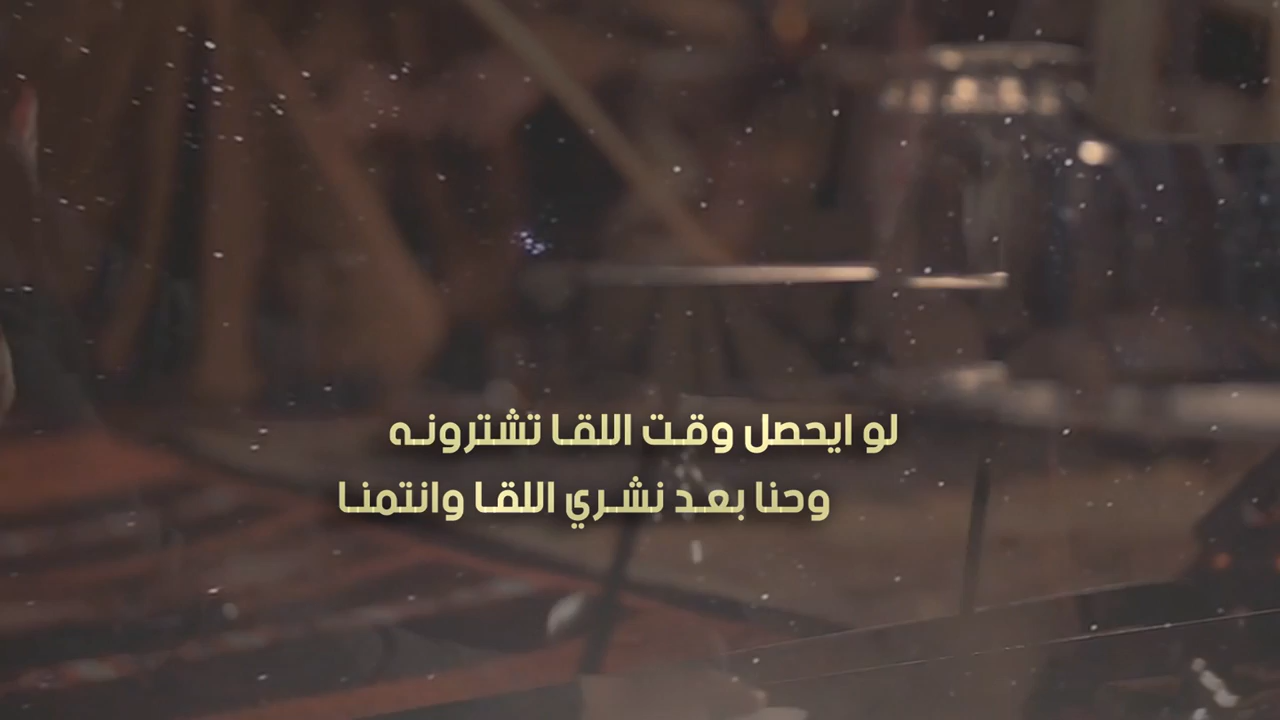 لو ايحصل وقت اللقا تشترونه
وحنا بعد نشري اللقا وانتمنا